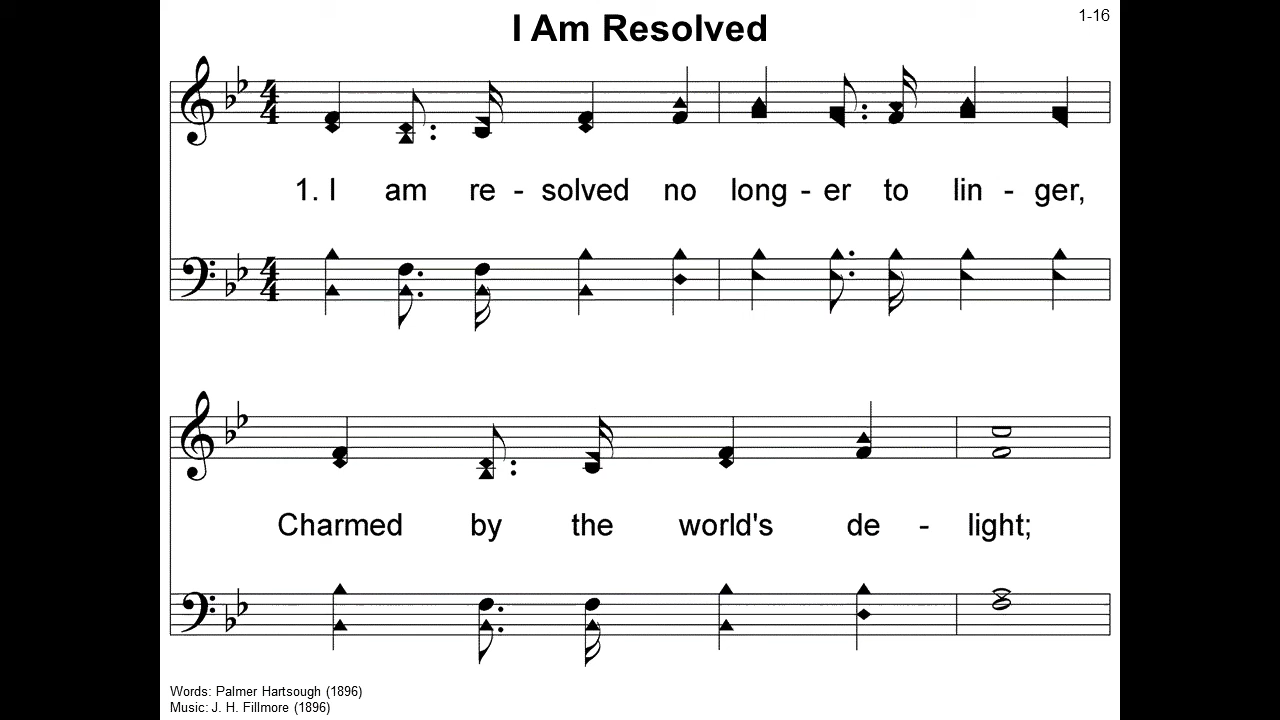 I Am Resolved
1-16
1. I am re - solved no long - er to lin - ger,
Charmed by the world's de - light;
Words: Palmer Hartsough (1896)
Music: J. H. Fillmore (1896)